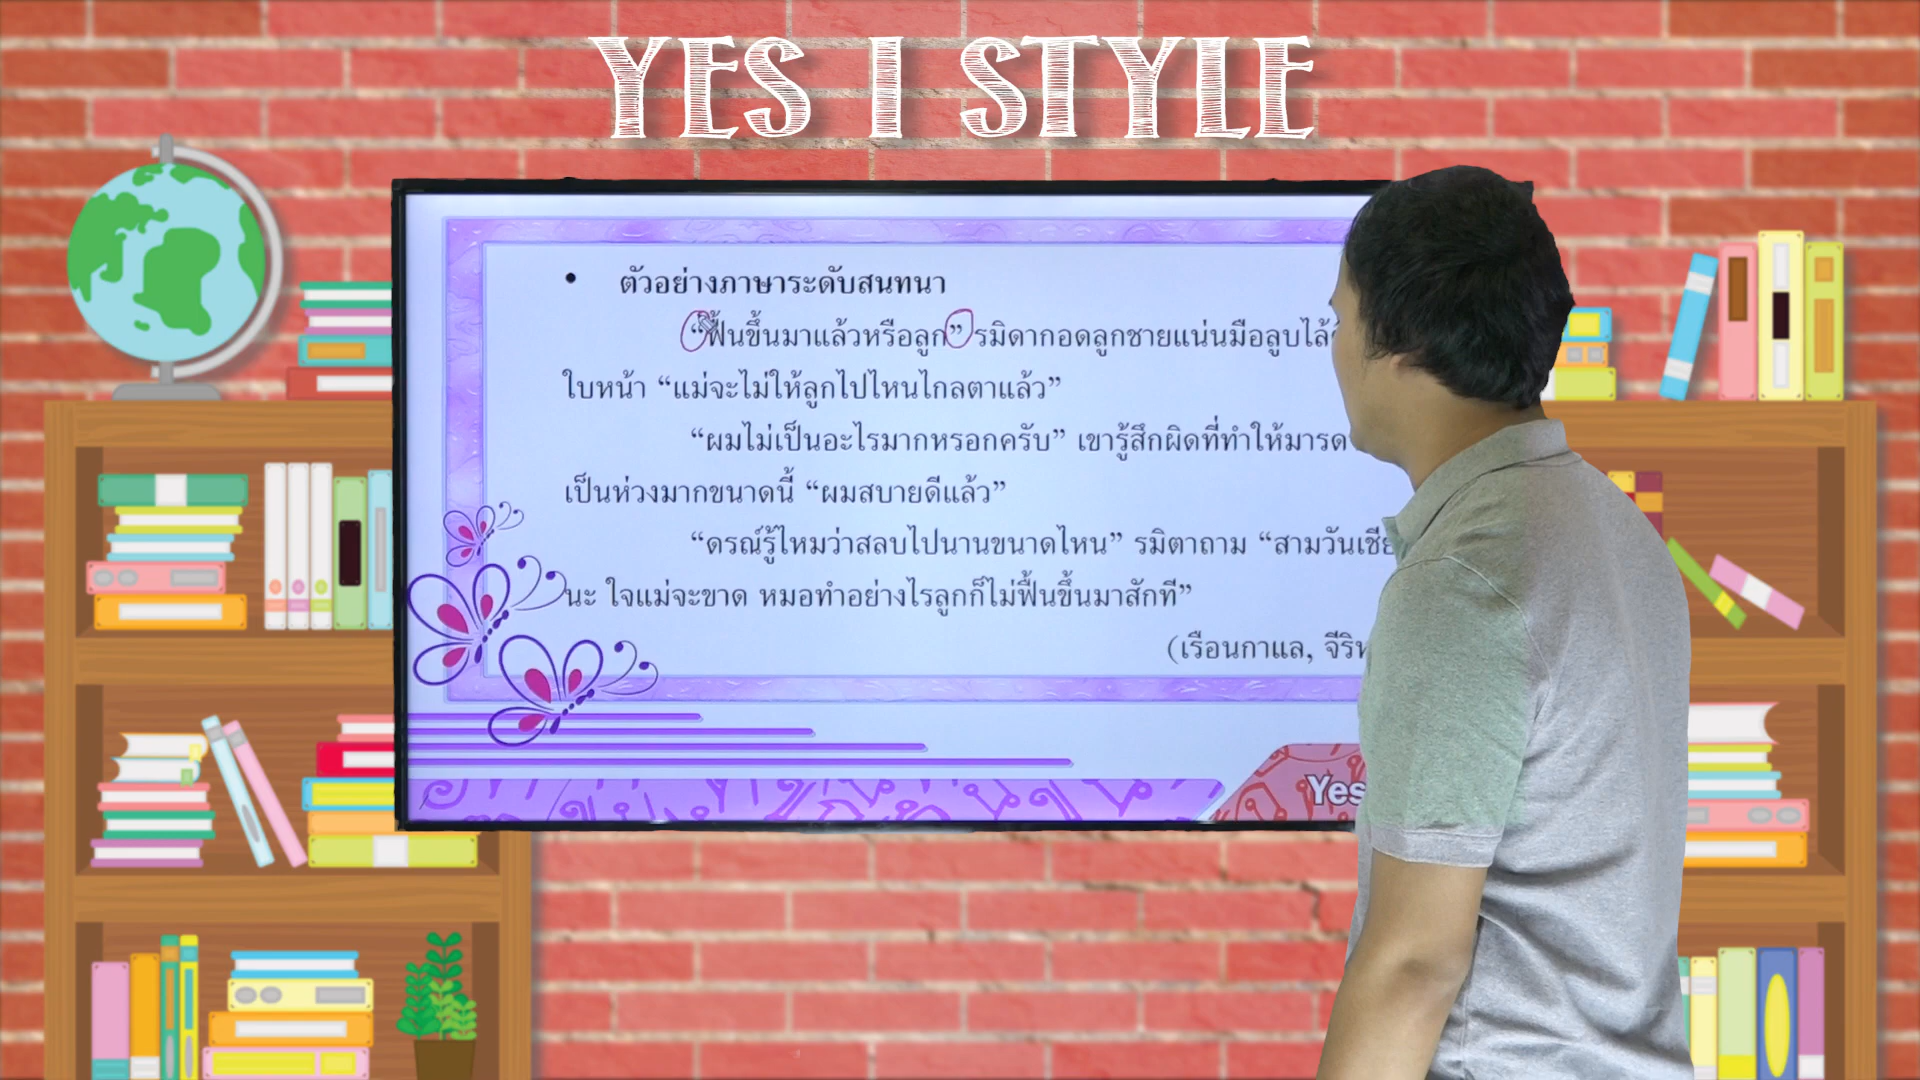 YES I STYLE
• ตัวอย่างภาษาระดับสนทนา
“ฟื้นขึ้นมาแล้วหรือลูก” รมิดากอดลูกชายแน่นมือลูบไล้
ใบหน้า “แม่จะไม่ให้ลูกไปไหนไกลตาแล้ว”
“ผมไม่เป็นอะไรมากหรอกครับ” เขารู้สึกผิดที่ทำให้มารด
เป็นห่วงมากขนาดนี้ “ผมสบายดีแล้ว”
“ดรณ์รู้ไหมว่าสลบไปนานขนาดไหน” รมิตาถาม “สามวันเชีย
นะ ใจแม่จะขาด หมอทำอย่างไรลูกก็ไม่ฟื้นขึ้นมาสักที”
(เรือนกาแล, จีริ
Yes